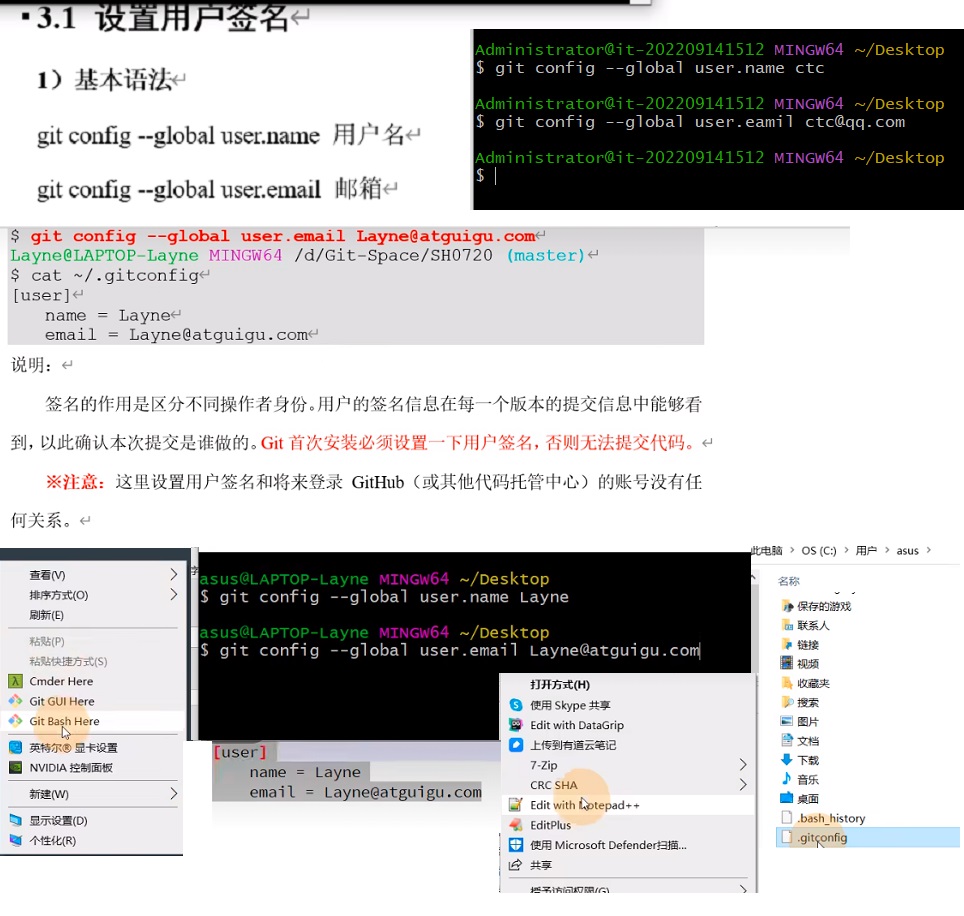 ▪3.1 设置用户签名↵
1）基本语法↵
git config --global user.name 用户名↵
git config --global user.email 邮箱↵
Administrator@it-202209141512 MINGW64 ~/Desktop
$ git config --global user.name ctc
Administrator@it-202209141512 MINGW64 ~/Desktop
$ git config --global user.eamil ctc@qq.com
Administrator@it-202209141512 MINGW64 ~/Desktop
$
$ git config --global user.email Layne@atguigu.com↵
Layne@LAPTOP-Layne MINGW64 /d/Git-Space/SH0720 (master)↵
$ cat ~/.gitconfig↵
[user]↵
name = Layne↵
email = Layne@atguigu.com↵
说明：↵
签名的作用是区分不同操作者身份。用户的签名信息在每一个版本的提交信息中能够看
到，以此确认本次提交是谁做的。Git 首次安装必须设置一下用户签名，否则无法提交代码。↵
※注意：这里设置用户签名和将来登录 GitHub（或其他代码托管中心）的账号没有任
何关系。↵
查看(V)
排序方式(O)
刷新(E)
粘贴(P)
粘贴快捷方式(S)
Cmder Here
Git GUI Here
Git Bash Here
英特尔® 显卡设置
NVIDIA 控制面板
新建(W)
显示设置(D)
个性化(R)
asus@LAPTOP-Layne MINGW64 ~/Desktop
$ git config --global user.name Layne
asus@LAPTOP-Layne MINGW64 ~/Desktop
$ git config --global user.email Layne@atguigu.com
[user]
name = Layne
email = Layne@atguigu.com
打开方式(H)
使用 Skype 共享
Edit with DataGrip
上传到有道云笔记
7-Zip
CRC SHA
Edit with Notepad++
EditPlus
使用 Microsoft Defender扫描...
共享
授予访问权限(G)
此电脑 > OS (C:) > 用户 > asus >
名称
保存的游戏
联系人
链接
视频
收藏夹
搜索
图片
文档
下载
音乐
桌面
.bash_history
.gitconfig